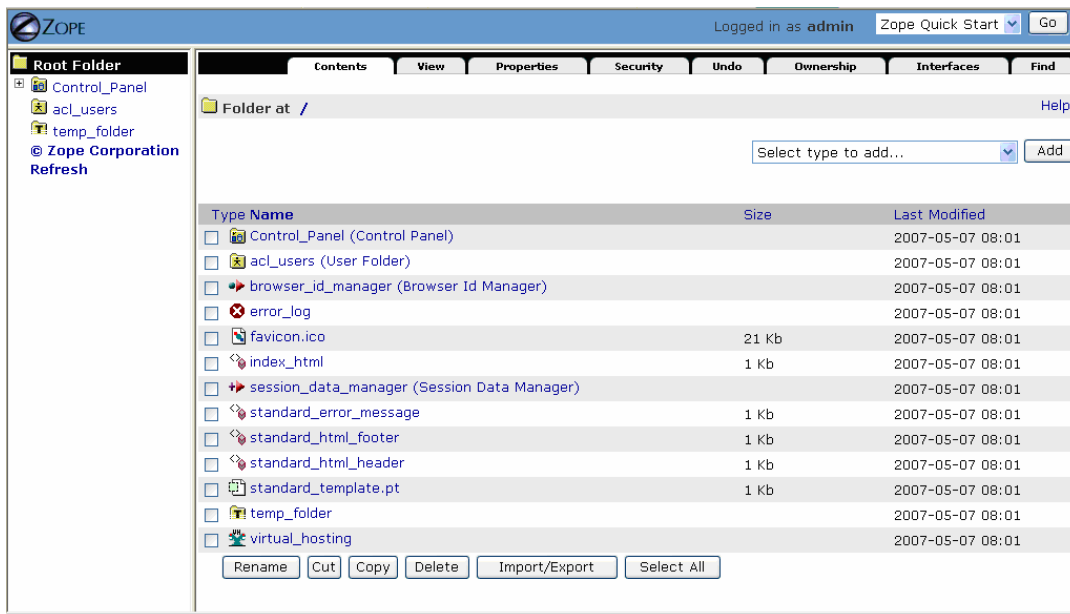 ZOPE
Logged in as admin
Zope Quick Start
Go
Root Folder
Control_Panel
acl_users
temp_folder
© Zope Corporation
Refresh
Contents View Properties Security Undo Ownership Interfaces Find
Folder at /
Help
Select type to add...
Add
Type Name Size Last Modified
Control_Panel (Control Panel) 2007-05-07 08:01
acl_users (User Folder) 2007-05-07 08:01
browser_id_manager (Browser Id Manager) 2007-05-07 08:01
error_log 2007-05-07 08:01
favicon.ico 21 Kb 2007-05-07 08:01
index_html 1 Kb 2007-05-07 08:01
session_data_manager (Session Data Manager) 2007-05-07 08:01
standard_error_message 1 Kb 2007-05-07 08:01
standard_html_footer 1 Kb 2007-05-07 08:01
standard_html_header 1 Kb 2007-05-07 08:01
standard_template.pt 1 Kb 2007-05-07 08:01
temp_folder 2007-05-07 08:01
virtual_hosting 2007-05-07 08:01
Rename Cut Copy Delete Import/Export Select All